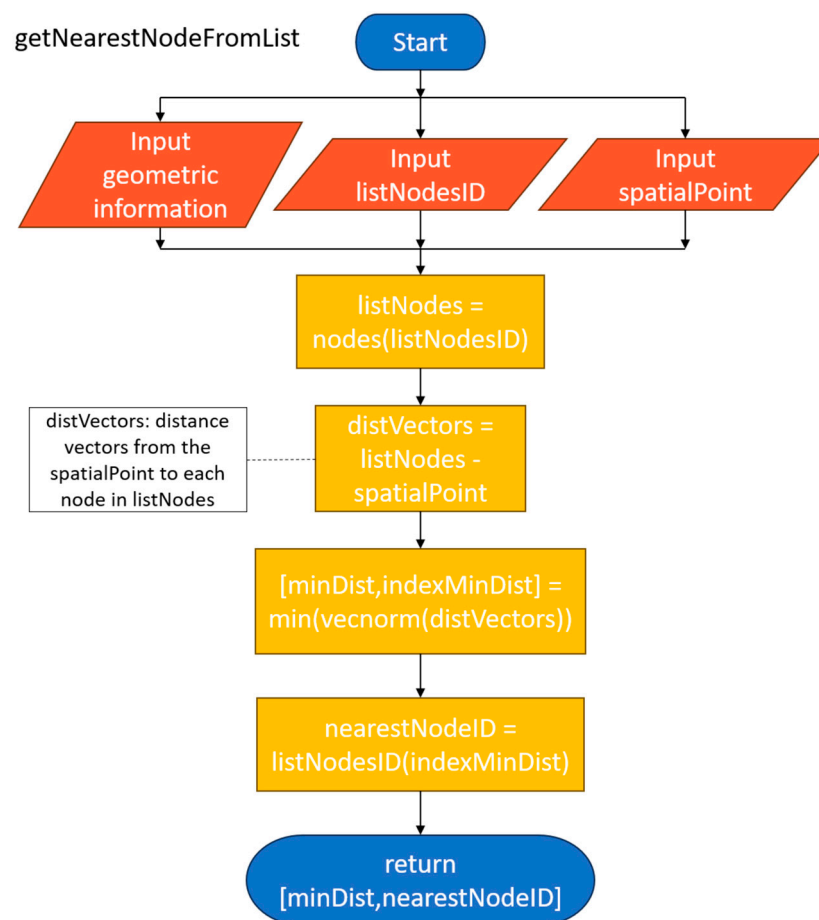 getNearestNodeFromList
Start
Input
geometric
information
Input
listNodesID
Input
spatialPoint
listNodes =
nodes(listNodesID)
distVectors: distance
vectors from the
spatialPoint to each
node in listNodes
distVectors =
listNodes -
spatialPoint
[minDist,indexMinDist] =
min(vecnorm(distVectors))
nearestNodeID =
listNodesID(indexMinDist)
return
[minDist,nearestNodeID]